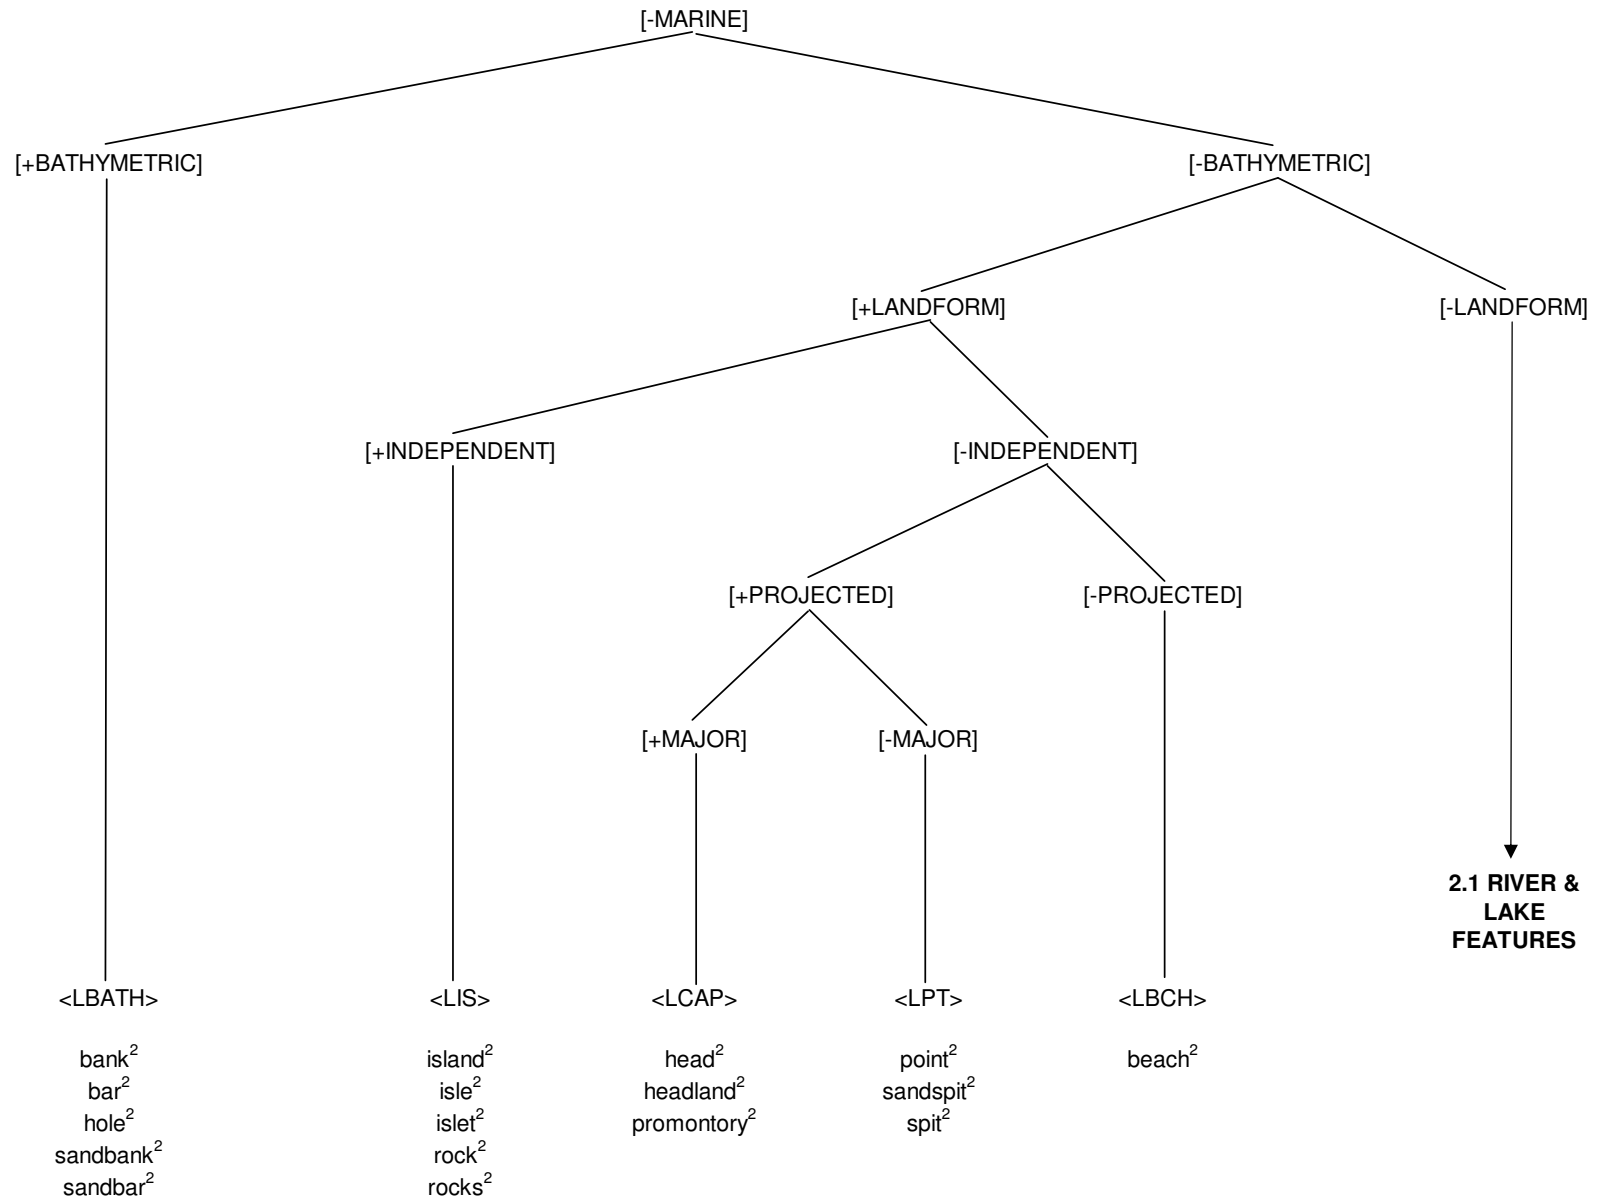 [-MARINE]
[+BATHYMETRIC]
[-BATHYMETRIC]
[+LANDFORM]
[-LANDFORM]
[+INDEPENDENT]
[-INDEPENDENT]
[+PROJECTED]
[-PROJECTED]
[+MAJOR]
[-MAJOR]
2.1 RIVER &
LAKE
FEATURES
<LBATH>
bank²
bar²
hole²
sandbank²
sandbar²
<LIS>
island²
isle²
islet²
rock²
rocks²
<LCAP>
head²
headland²
promontory²
<LPT>
point²
sandspit²
spit²
<LBCH>
beach²